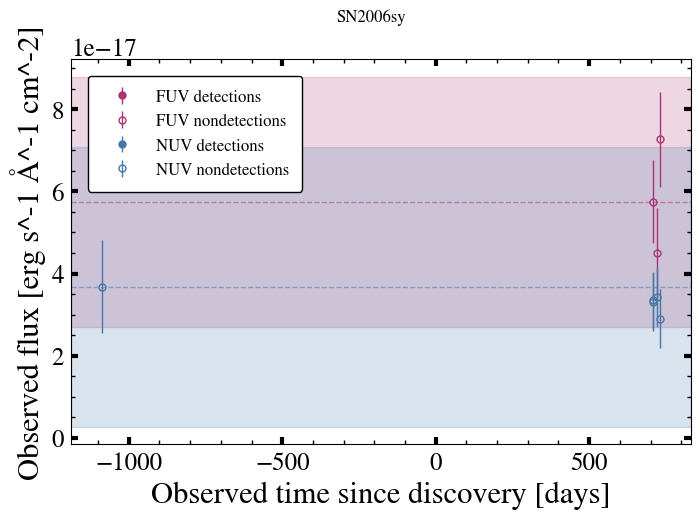 SN2006sy
1e−17
FUV detections
FUV nondetections
NUV detections
NUV nondetections
8
6
4
2
0
−1000
−500
0
500
Observed time since discovery [days]
Observed flux [erg s^-1 Å^-1 cm^-2]